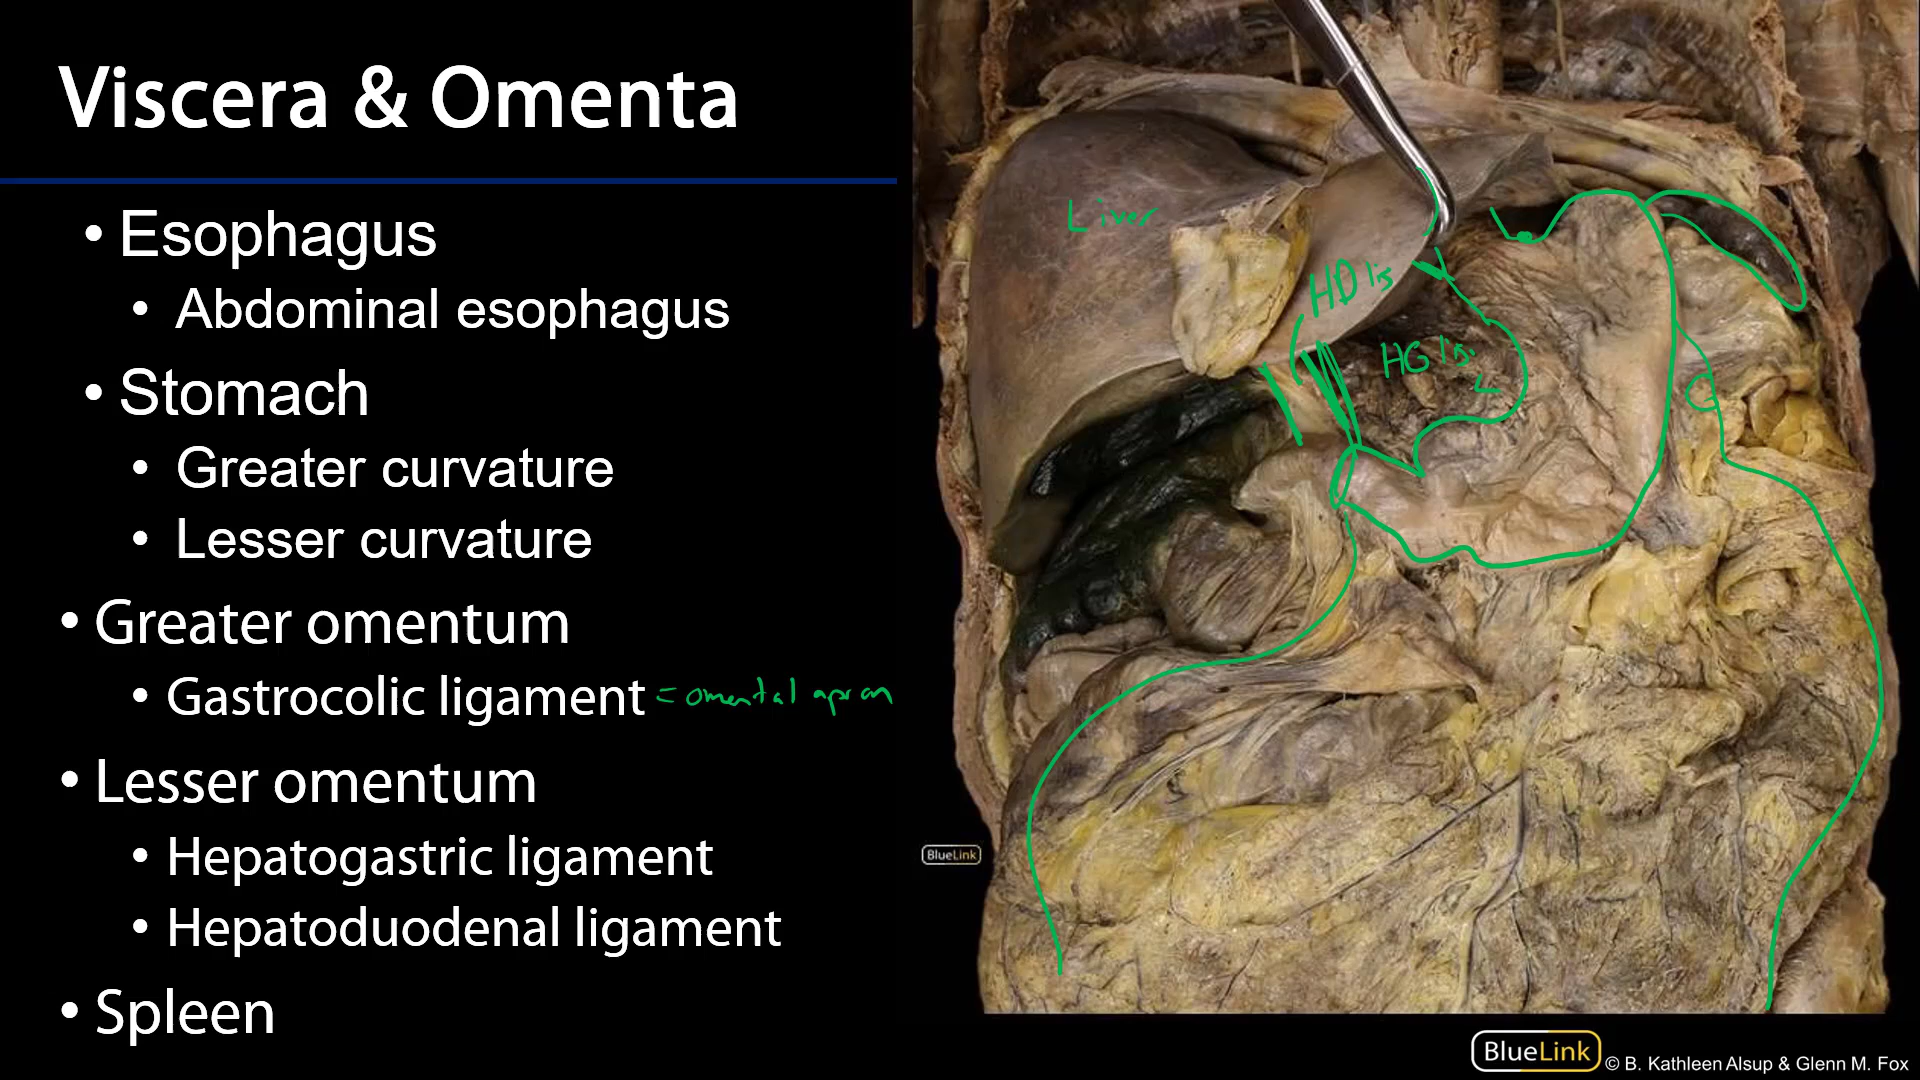 Viscera & Omenta
• Esophagus
• Abdominal esophagus
• Stomach
• Greater curvature
• Lesser curvature
• Greater omentum
• Gastrocolic ligament = omental apron
• Lesser omentum
• Hepatogastric ligament
• Hepatoduodenal ligament
• Spleen
Liver
HD lig
HG lig.
L
BlueLink
BlueLink © B. Kathleen Alsup & Glenn M. Fox